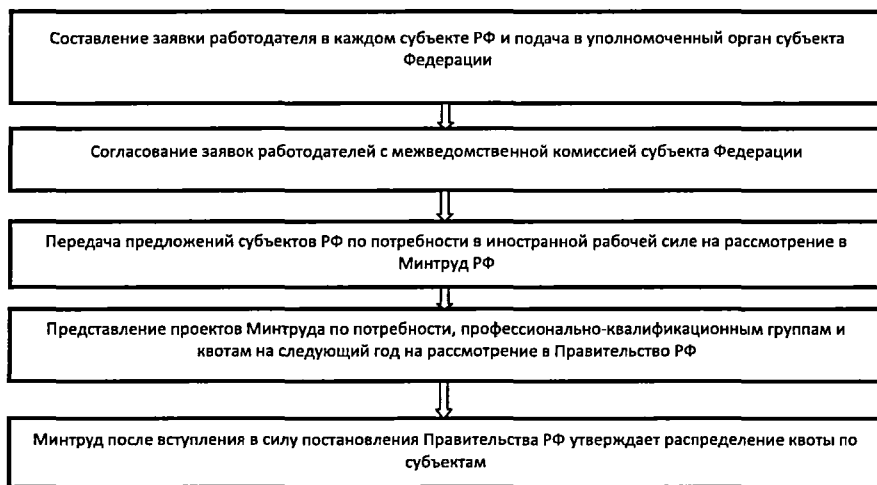 Составление заявки работодателя в каждом субъекте РФ и подача в уполномоченный орган субъекта
Федерации
Согласование заявок работодателей с межведомственной комиссией субъекта Федерации
Передача предложений субъектов РФ по потребности в иностранной рабочей силе на рассмотрение в
Минтруд РФ
Представление проектов Минтруда по потребности, профессионально-квалификационным группам и
квотам на следующий год на рассмотрение в Правительство РФ
Минтруд после вступления в силу постановления Правительства РФ утверждает распределение квоты по
субъектам